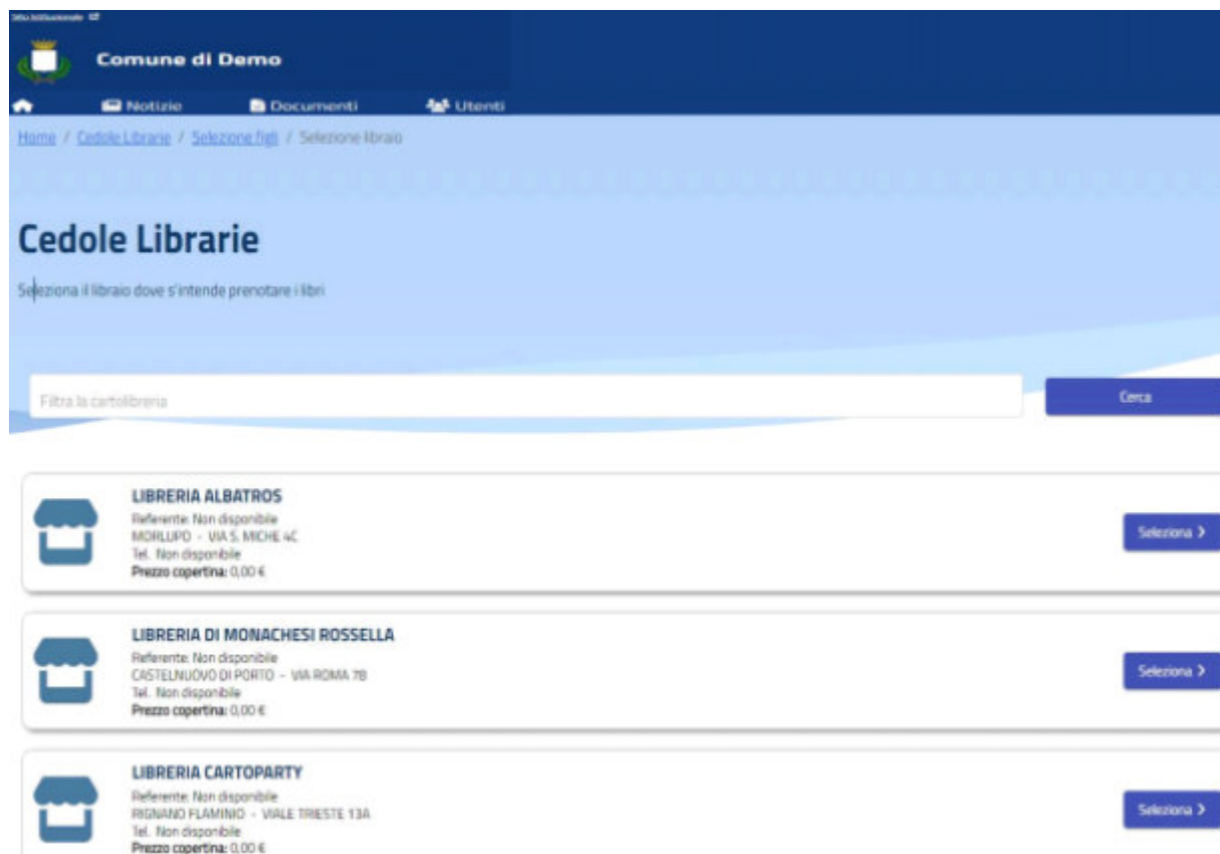 Sito Istituzionale
Comune di Demo
Notizie Documenti Utenti
Home / Cedole Librarie / Selezione figli / Selezione libraio
Cedole Librarie
Seleziona il libraio dove s'intende prenotare i libri
Filtra la cartolibreria Cerca
LIBRERIA ALBATROS
Referente: Non disponibile
MORLUPO - VIA S. MICHE 4C
Tel. Non disponibile
Prezzo copertina: 0,00 €
Seleziona >
LIBRERIA DI MONACHESI ROSSELLA
Referente: Non disponibile
CASTELNUOVO DI PORTO - VIA ROMA 7B
Tel. Non disponibile
Prezzo copertina: 0,00 €
Seleziona >
LIBRERIA CARTOPARTY
Referente: Non disponibile
RIGNANO FLAMINIO - VIALE TRIESTE 13A
Tel. Non disponibile
Prezzo copertina: 0,00 €
Seleziona >